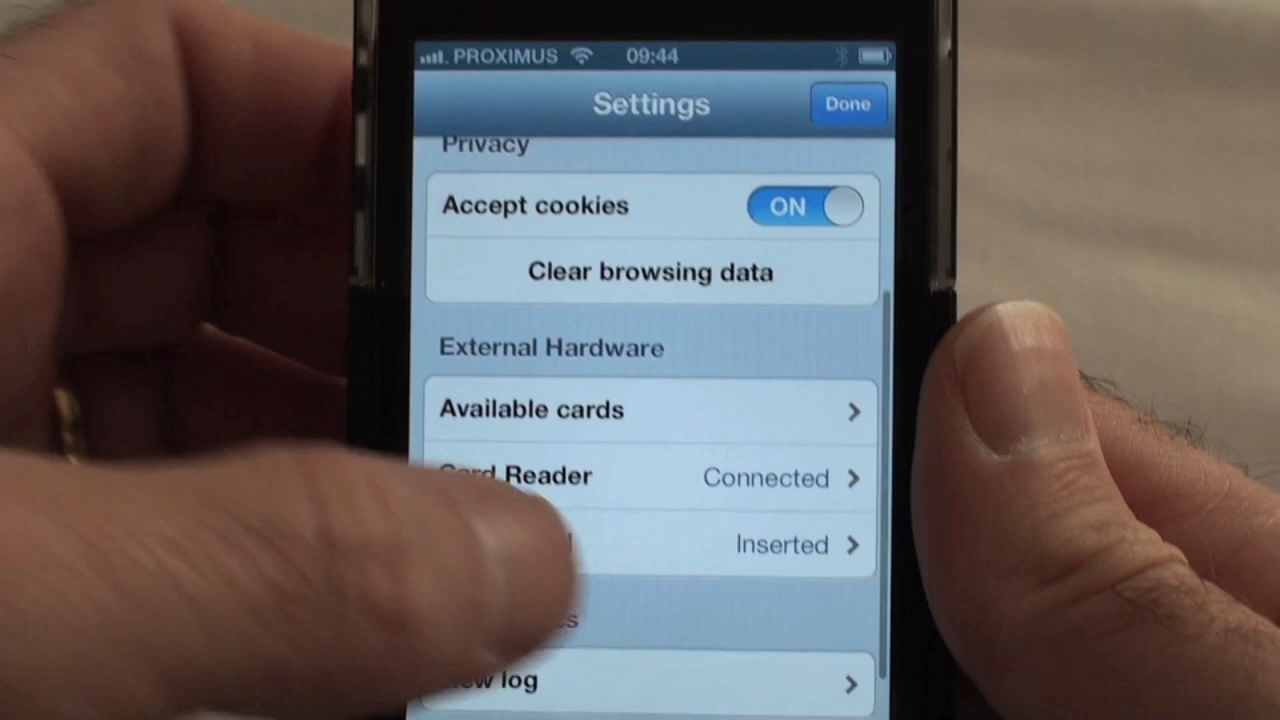 PROXIMUS 09:44
Settings Done
Privacy
Accept cookies ON
Clear browsing data
External Hardware
Available cards
Card Reader Connected
Inserted
log